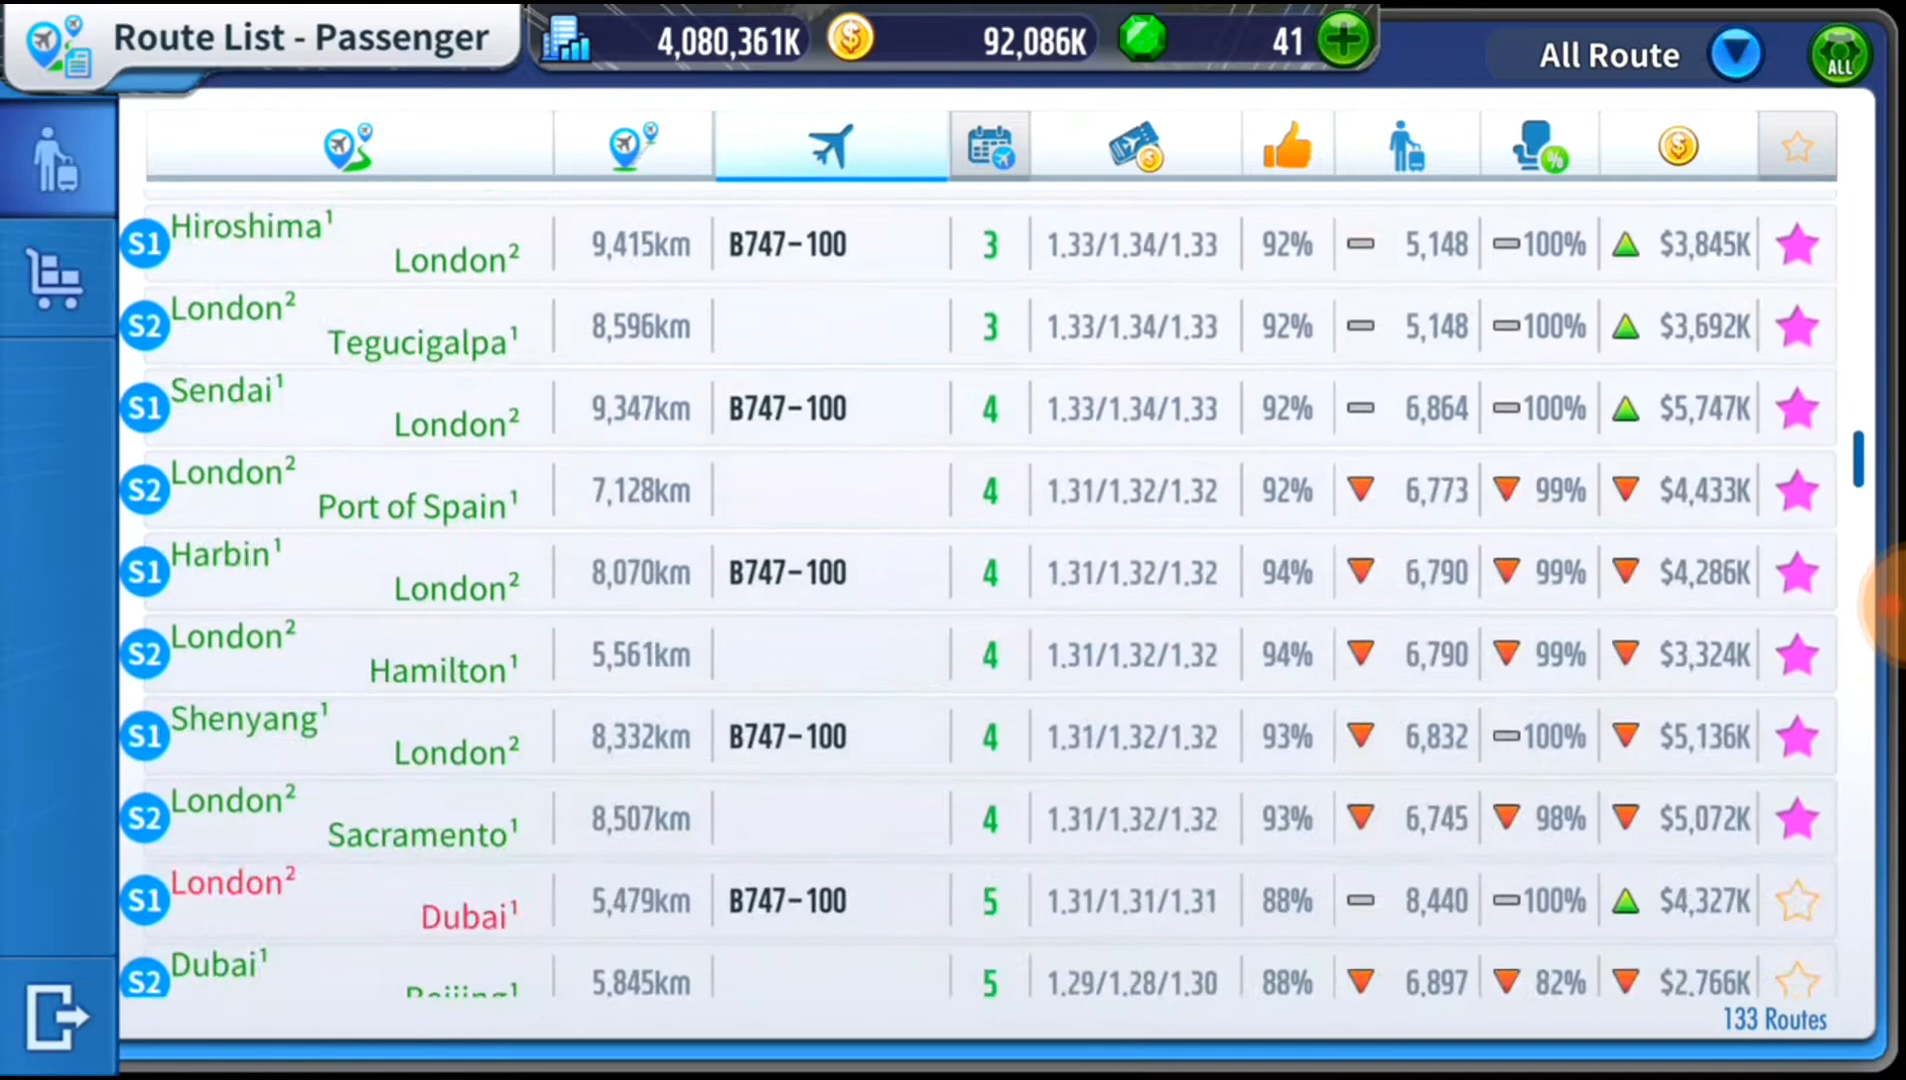 Route List - Passenger
4,080,361K
92,086K
41
All Route
ALL
%
S1 Hiroshima¹ London² 9,415km B747-100 3 1.33/1.34/1.33 92% 5,148 100% $3,845K
S2 London² Tegucigalpa¹ 8,596km 3 1.33/1.34/1.33 92% 5,148 100% $3,692K
S1 Sendai¹ London² 9,347km B747-100 4 1.33/1.34/1.33 92% 6,864 100% $5,747K
S2 London² Port of Spain¹ 7,128km 4 1.31/1.32/1.32 92% 6,773 99% $4,433K
S1 Harbin¹ London² 8,070km B747-100 4 1.31/1.32/1.32 94% 6,790 99% $4,286K
S2 London² Hamilton¹ 5,561km 4 1.31/1.32/1.32 94% 6,790 99% $3,324K
S1 Shenyang¹ London² 8,332km B747-100 4 1.31/1.32/1.32 93% 6,832 100% $5,136K
S2 London² Sacramento¹ 8,507km 4 1.31/1.32/1.32 93% 6,745 98% $5,072K
S1 London² Dubai¹ 5,479km B747-100 5 1.31/1.31/1.31 88% 8,440 100% $4,327K
S2 Dubai¹ Beijing¹ 5,845km 5 1.29/1.28/1.30 88% 6,897 82% $2,766K
133 Routes